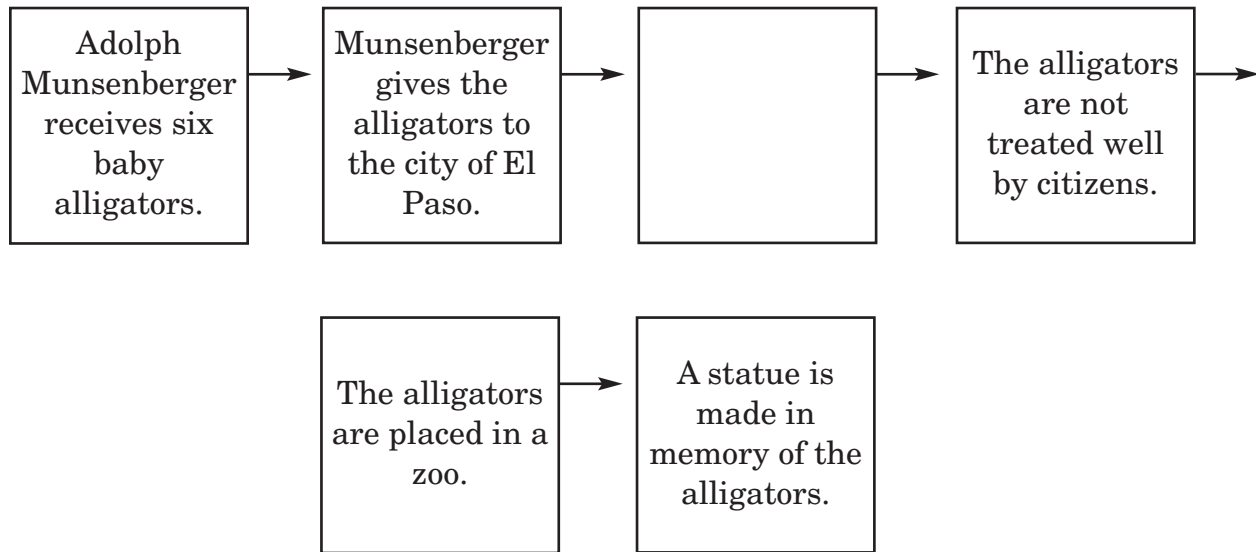 Adolph
Munsenberger
receives six
baby
alligators.
Munsenberger
gives the
alligators to
the city of El
Paso.
The alligators
are not
treated well
by citizens.
The alligators
are placed in a
zoo.
A statue is
made in
memory of the
alligators.